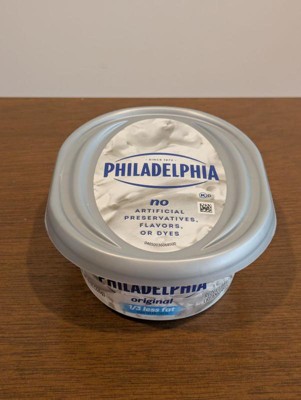 SINCE 1872
PHILADELPHIA
no
ARTIFICIAL
PRESERVATIVES,
FLAVORS,
OR DYES
PHILADELPHIA
original
1/3 less fat